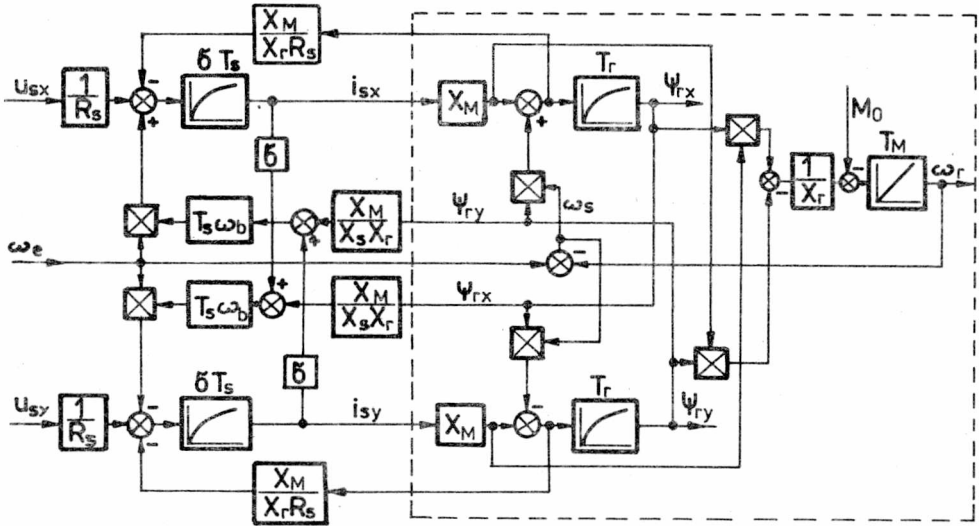 X_M
X_r R_s
б T_s
T_r
ψ_rx
u_sx
1
R_s
-
+
i_sx
X_M
+
M_0
T_M
б
1
X_r
-
-
ω_r
ω_e
T_s ω_b
+
X_M
X_s X_r
ψ_ry
ω_s
-
T_s ω_b
+
X_M
X_s X_r
ψ_rx
б
б T_s
T_r
u_sy
1
R_s
-
-
i_sy
X_M
-
ψ_ry
X_M
X_r R_s